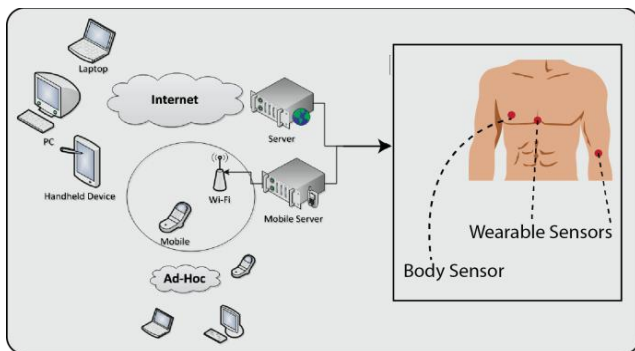 Laptop
Internet
PC
Server
Handheld Device
Wi-Fi
Mobile Server
Mobile
Ad-Hoc
Wearable Sensors
Body Sensor